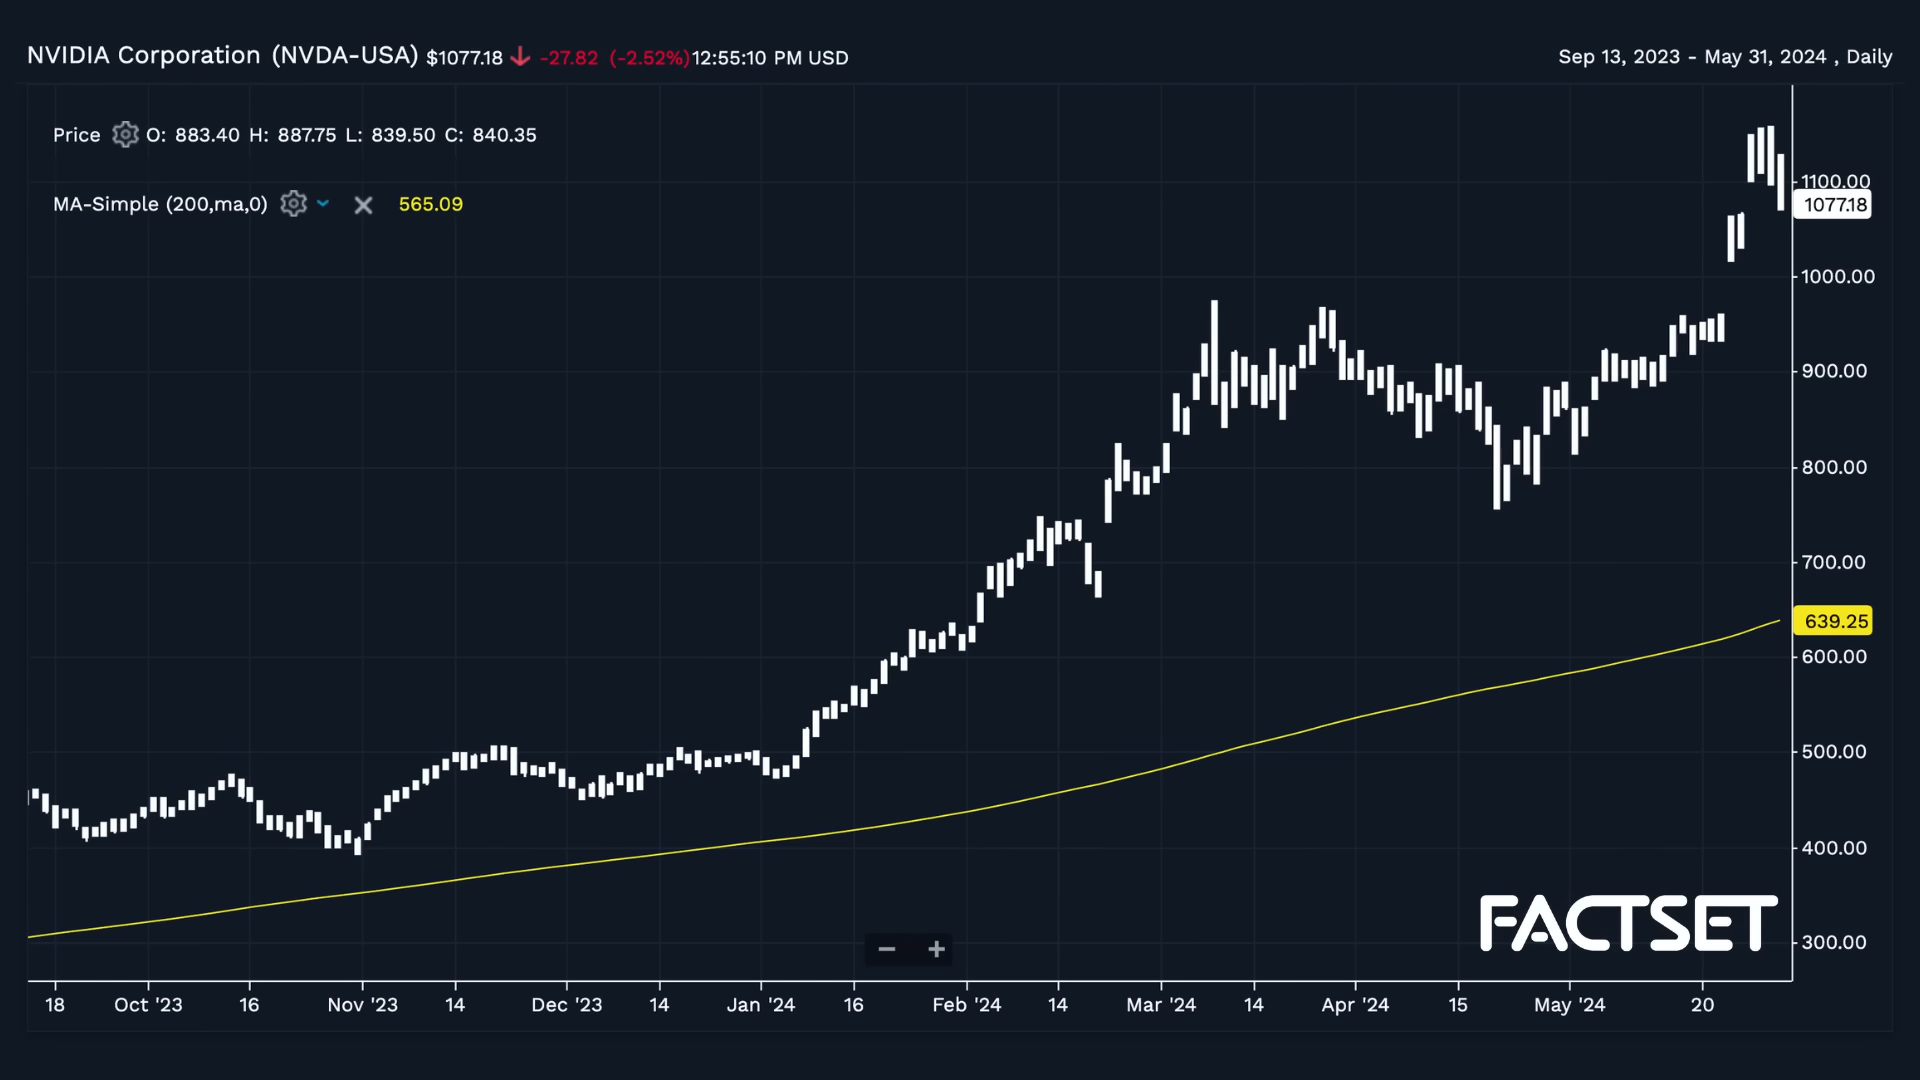 NVIDIA Corporation (NVDA-USA) $1077.18 -27.82 (-2.52%) 12:55:10 PM USD
Sep 13, 2023 - May 31, 2024 , Daily
Price O: 883.40 H: 887.75 L: 839.50 C: 840.35
MA-Simple (200,ma,0) 565.09
1100.00
1077.18
1000.00
900.00
800.00
700.00
639.25
600.00
500.00
400.00
300.00
FACTSET
18 Oct '23 16 Nov '23 14 Dec '23 14 Jan '24 16 Feb '24 14 Mar '24 14 Apr '24 15 May '24 20